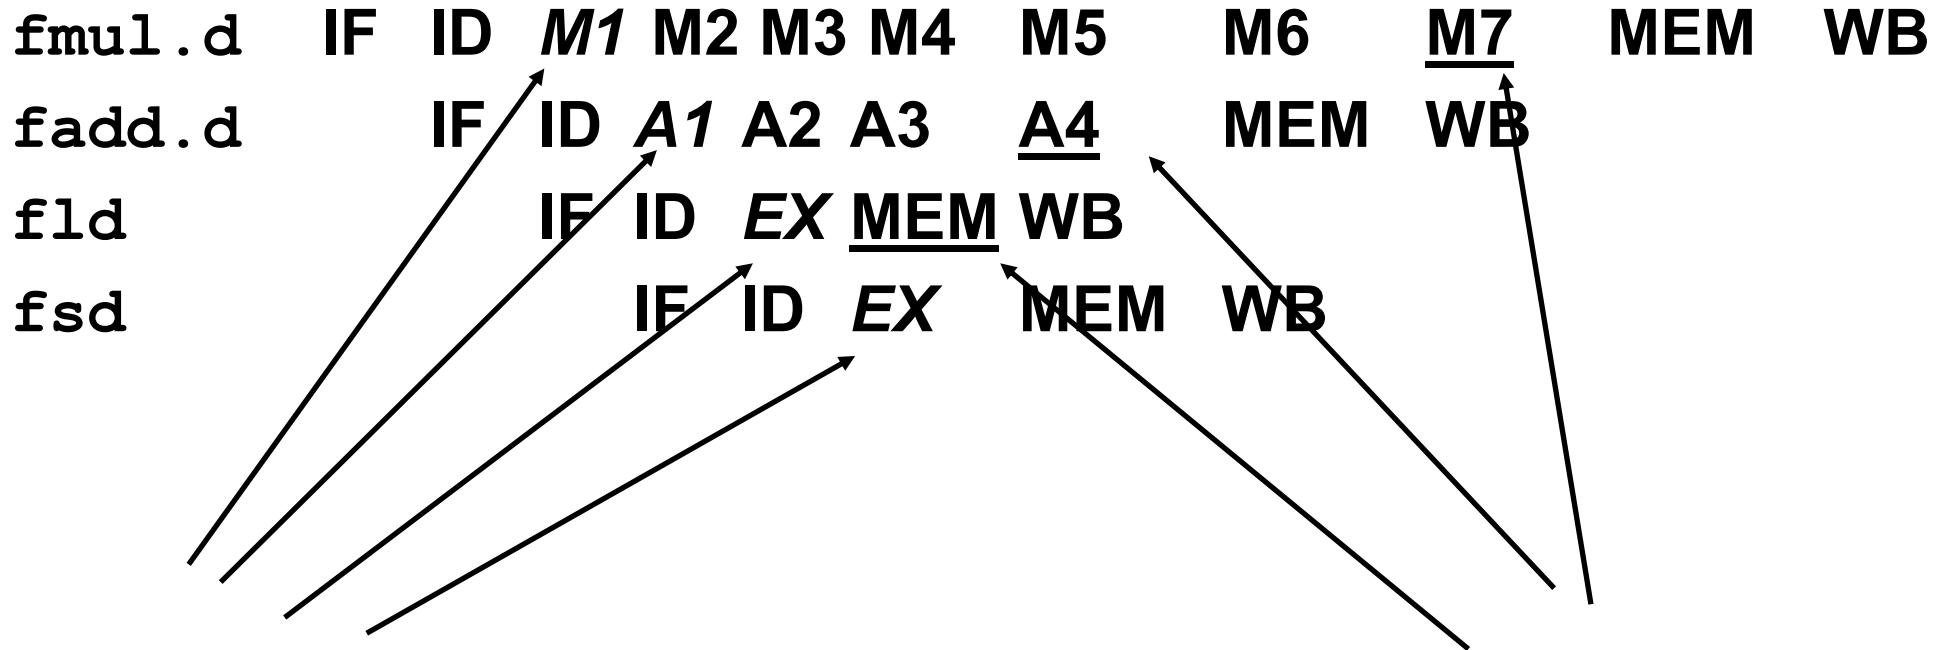 fmul.d IF ID M1 M2 M3 M4 M5 M6 M7 MEM WB
fadd.d IF ID A1 A2 A3 A4 MEM WB
fld IF ID EX MEM WB
fsd IF ID EX MEM WB